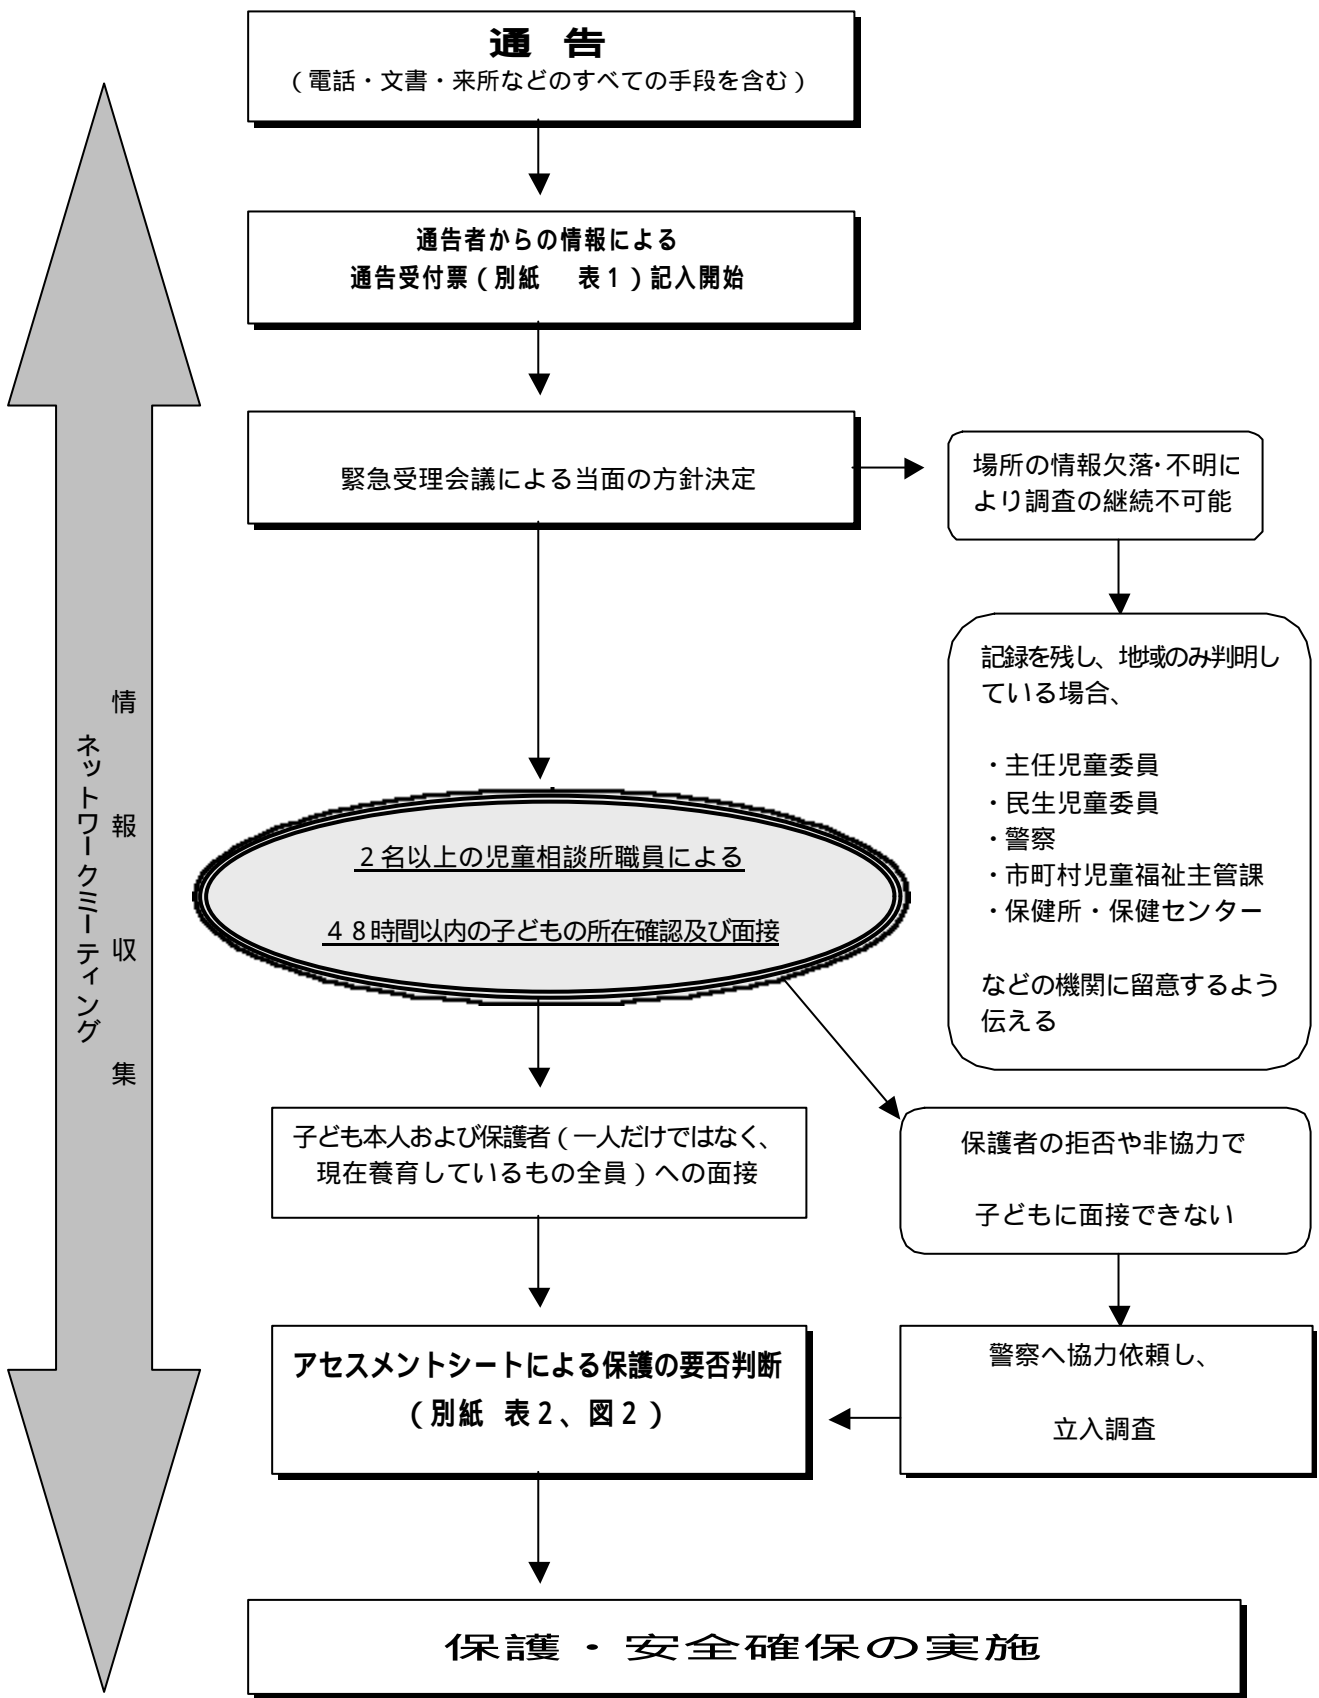 通 告
（電話・文書・来所などのすべての手段を含む）
通告者からの情報による
通告受付票（別紙　表１）記入開始
緊急受理会議による当面の方針決定
場所の情報欠落・不明に
より調査の継続不可能
記録を残し、地域のみ判明し
ている場合、
・主任児童委員
・民生児童委員
・警察
・市町村児童福祉主管課
・保健所・保健センター
などの機関に留意するよう
伝える
情報収集
ネットワークミーティング
２名以上の児童相談所職員による
４８時間以内の子どもの所在確認及び面接
子ども本人および保護者（一人だけではなく、
現在養育しているもの全員）への面接
保護者の拒否や非協力で
子どもに面接できない
アセスメントシートによる保護の要否判断
（別紙 表２、図２）
警察へ協力依頼し、
立入調査
保護・安全確保の実施